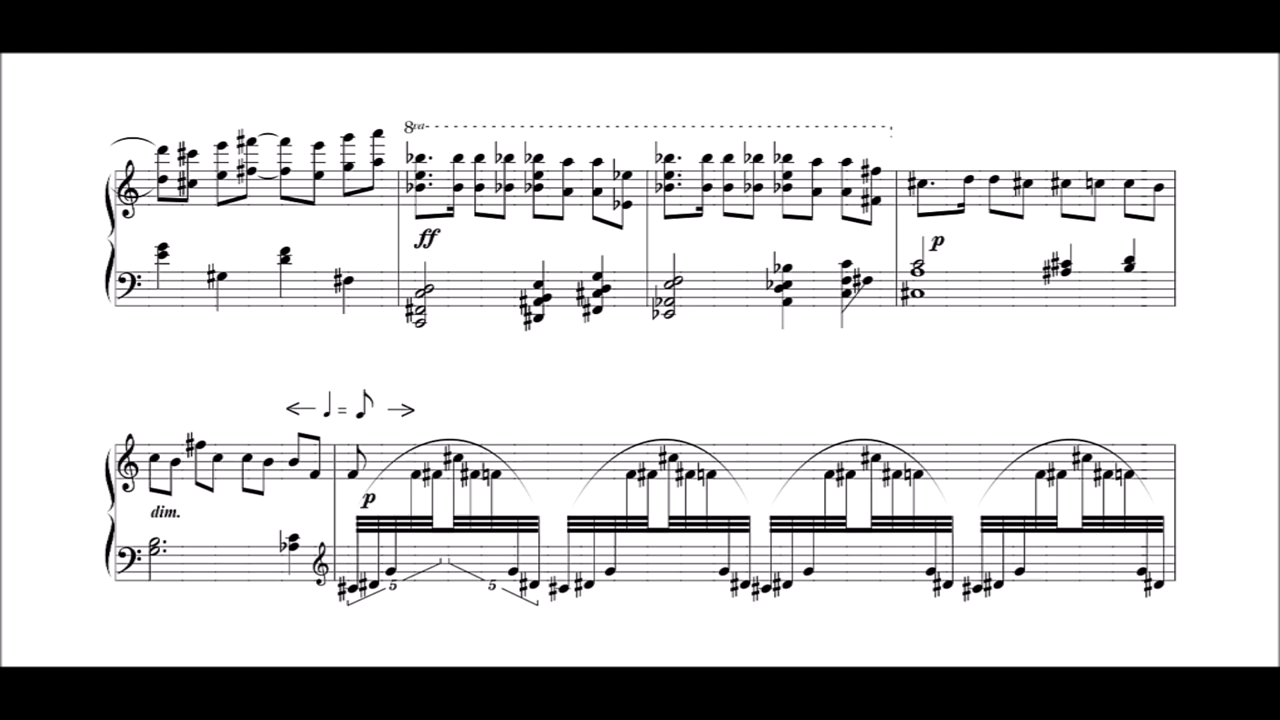 8va
ff
p
♩ = ♪
dim.
p
5
5